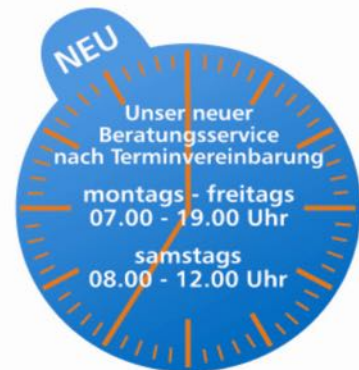 NEU
Unser neuer
Beratungsservice
nach Terminvereinbarung
montags - freitags
07.00 - 19.00 Uhr
samstags
08.00 - 12.00 Uhr